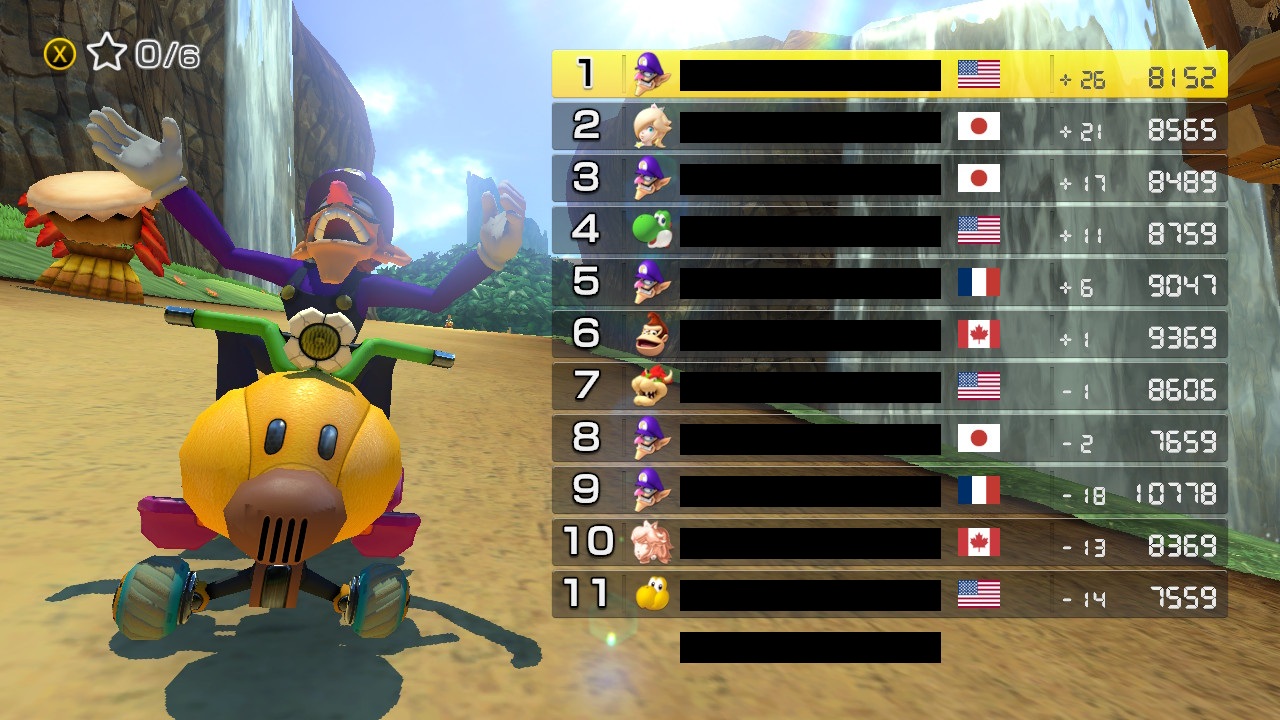 X 0/6
1 + 26 8152
2 + 21 8565
3 + 17 8489
4 + 11 8759
5 + 6 9047
6 + 1 9369
7 - 1 8606
8 - 2 7659
9 - 18 10778
10 - 13 8369
11 - 14 7559